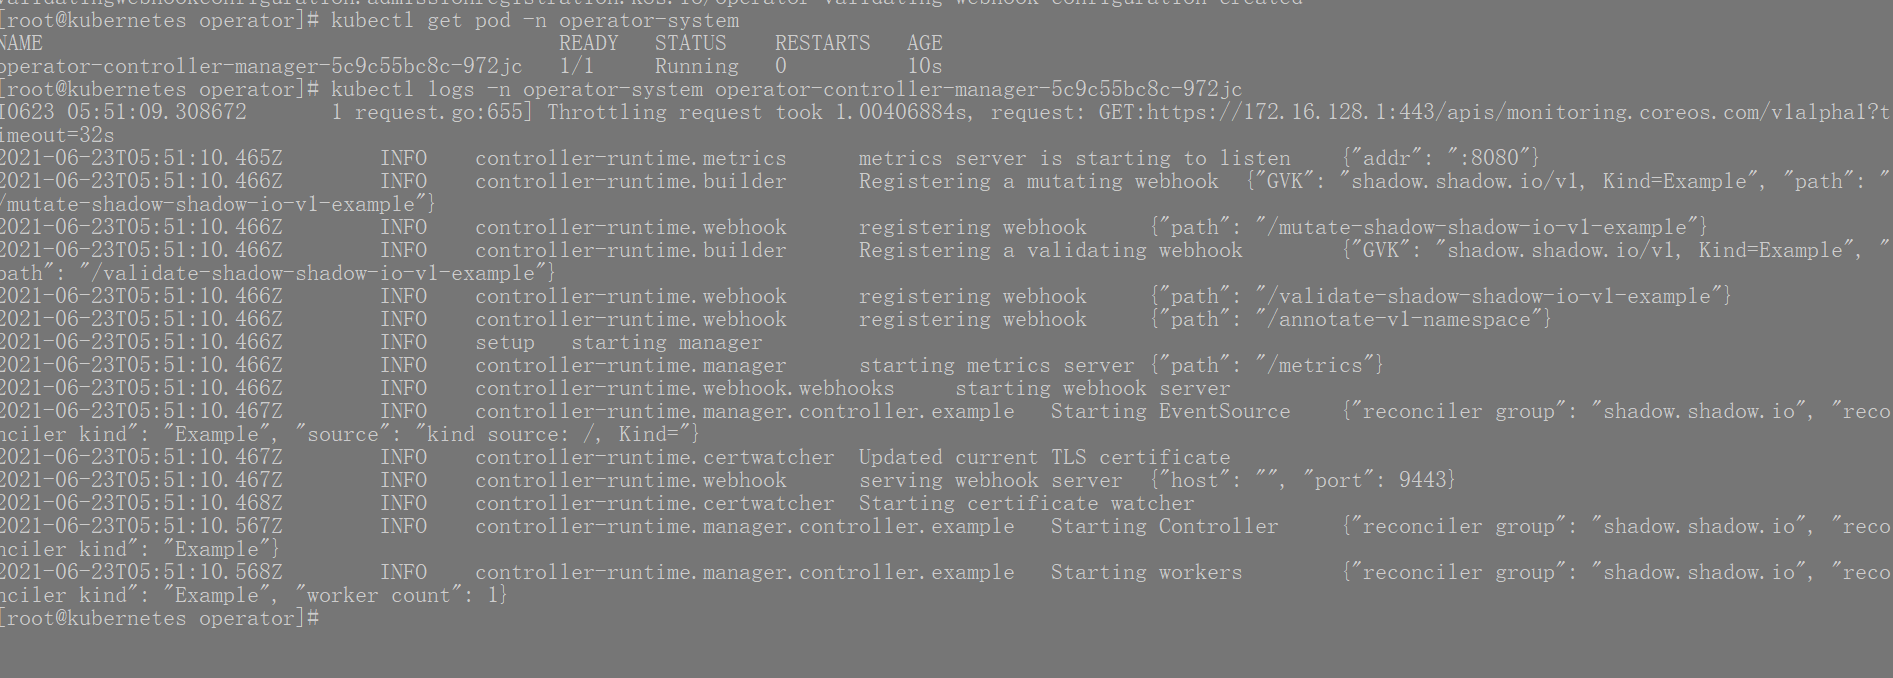 validatingwebhookconfiguration.admissionregistration.k8s.io/operator-validating-webhook-configuration created
[root@kubernetes operator]# kubectl get pod -n operator-system
NAME READY STATUS RESTARTS AGE
operator-controller-manager-5c9c55bc8c-972jc 1/1 Running 0 10s
[root@kubernetes operator]# kubectl logs -n operator-system operator-controller-manager-5c9c55bc8c-972jc
I0623 05:51:09.308672 1 request.go:655] Throttling request took 1.00406884s, request: GET:https://172.16.128.1:443/apis/monitoring.coreos.com/v1alpha1?t
imeout=32s
2021-06-23T05:51:10.465Z INFO controller-runtime.metrics metrics server is starting to listen {"addr": ":8080"}
2021-06-23T05:51:10.466Z INFO controller-runtime.builder Registering a mutating webhook {"GVK": "shadow.shadow.io/v1, Kind=Example", "path": "
/mutate-shadow-shadow-io-v1-example"}
2021-06-23T05:51:10.466Z INFO controller-runtime.webhook registering webhook {"path": "/mutate-shadow-shadow-io-v1-example"}
2021-06-23T05:51:10.466Z INFO controller-runtime.builder Registering a validating webhook {"GVK": "shadow.shadow.io/v1, Kind=Example", "
path": "/validate-shadow-shadow-io-v1-example"}
2021-06-23T05:51:10.466Z INFO controller-runtime.webhook registering webhook {"path": "/validate-shadow-shadow-io-v1-example"}
2021-06-23T05:51:10.466Z INFO controller-runtime.webhook registering webhook {"path": "/annotate-v1-namespace"}
2021-06-23T05:51:10.466Z INFO setup starting manager
2021-06-23T05:51:10.466Z INFO controller-runtime.manager starting metrics server {"path": "/metrics"}
2021-06-23T05:51:10.466Z INFO controller-runtime.webhook.webhooks starting webhook server
2021-06-23T05:51:10.467Z INFO controller-runtime.manager.controller.example Starting EventSource {"reconciler group": "shadow.shadow.io", "reco
nciler kind": "Example", "source": "kind source: /, Kind="}
2021-06-23T05:51:10.467Z INFO controller-runtime.certwatcher Updated current TLS certificate
2021-06-23T05:51:10.467Z INFO controller-runtime.webhook serving webhook server {"host": "", "port": 9443}
2021-06-23T05:51:10.468Z INFO controller-runtime.certwatcher Starting certificate watcher
2021-06-23T05:51:10.567Z INFO controller-runtime.manager.controller.example Starting Controller {"reconciler group": "shadow.shadow.io", "reco
nciler kind": "Example"}
2021-06-23T05:51:10.568Z INFO controller-runtime.manager.controller.example Starting workers {"reconciler group": "shadow.shadow.io", "reco
nciler kind": "Example", "worker count": 1}
[root@kubernetes operator]#